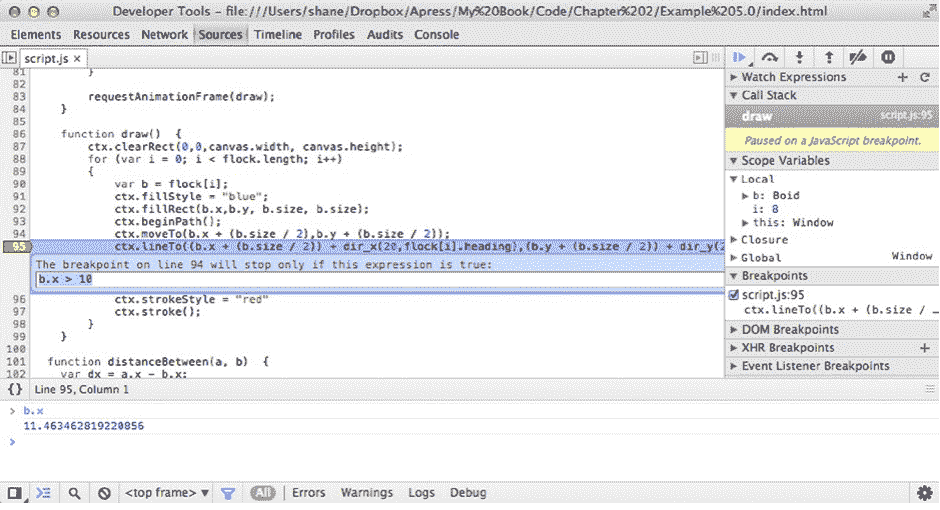 Developer Tools - file:///Users/shane/Dropbox/Apress/My%20Book/Code/Chapter%202/Example%205.0/index.html
Elements Resources Network Sources Timeline Profiles Audits Console
script.js ×
81 }
82
83 requestAnimationFrame(draw);
84 }
85
86 function draw() {
87 ctx.clearRect(0,0,canvas.width, canvas.height);
88 for (var i = 0; i < flock.length; i++)
89 {
90 var b = flock[i];
91 ctx.fillStyle = "blue";
92 ctx.fillRect(b.x,b.y, b.size, b.size);
93 ctx.beginPath();
94 ctx.moveTo(b.x + (b.size / 2),b.y + (b.size / 2));
95 ctx.lineTo((b.x + (b.size / 2)) + dir_x(20,flock[i].heading),(b.y + (b.size / 2)) + dir_y(2
The breakpoint on line 94 will stop only if this expression is true:
b.x > 10
96 ctx.strokeStyle = "red"
97 ctx.stroke();
98 }
99 }
100
101 function distanceBetween(a, b) {
102 var dx = a.x - b.x;
{} Line 95, Column 1
Watch Expressions + C
Call Stack
draw script.js:95
Paused on a JavaScript breakpoint.
Scope Variables
Local
b: Boid
i: 8
this: Window
Closure
Global Window
Breakpoints
script.js:95
ctx.lineTo((b.x + (b.size / …
DOM Breakpoints
XHR Breakpoints +
Event Listener Breakpoints
> b.x
11.463462819220856
>
<top frame> ▼ All Errors Warnings Logs Debug